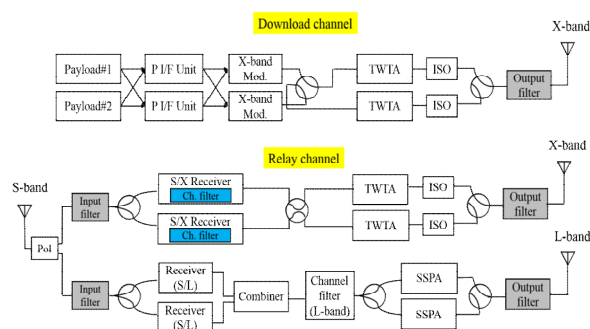 Download channel
X-band
Payload#1
P I/F Unit
X-band
Mod.
TWTA
ISO
Output
filter
Payload#2
P I/F Unit
X-band
Mod.
TWTA
ISO
Relay channel
X-band
S-band
Input
filter
S/X Receiver
Ch. filter
TWTA
ISO
Output
filter
S/X Receiver
Ch. filter
TWTA
ISO
Pol
L-band
Input
filter
Receiver
(S/L)
Combiner
Channel
filter
(L-band)
SSPA
Output
filter
Receiver
(S/L)
SSPA